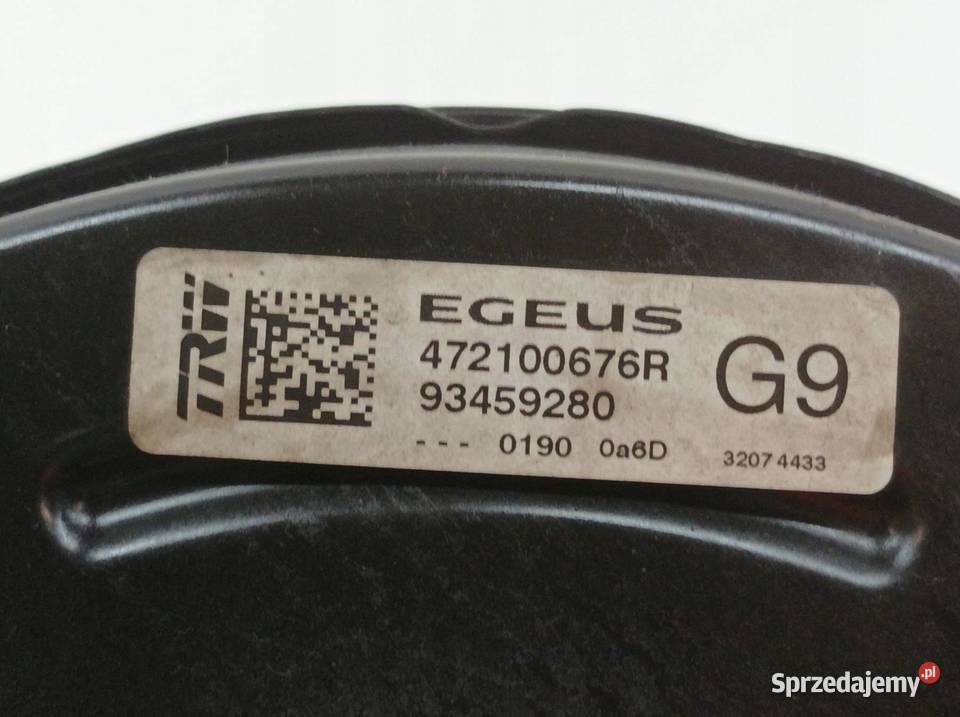 TRW
EGEUS
472100676R
93459280
G9
--- 0190 0a6D
32074433
Sprzedajemy.pl